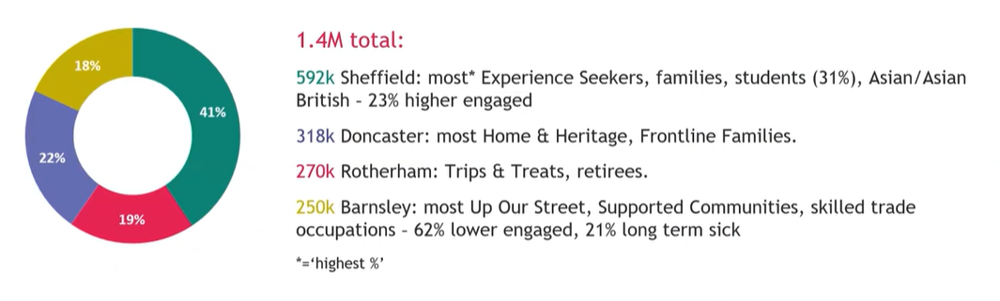 18%
41%
22%
19%
1.4M total:
592k Sheffield: most* Experience Seekers, families, students (31%), Asian/Asian
British - 23% higher engaged
318k Doncaster: most Home & Heritage, Frontline Families.
270k Rotherham: Trips & Treats, retirees.
250k Barnsley: most Up Our Street, Supported Communities, skilled trade
occupations - 62% lower engaged, 21% long term sick
*=‘highest %’